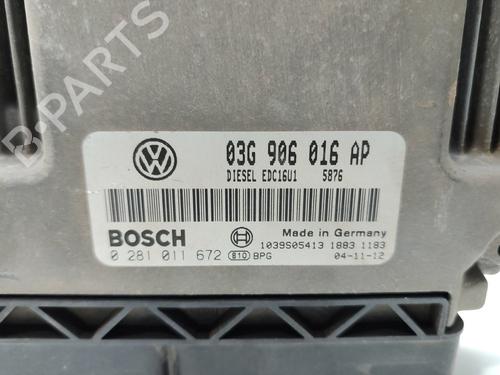 B-PARTS
03G 906 016 AP
DIESEL EDC16U1 5876
BOSCH
Made in Germany
1039S05413 1883 1183
0 281 011 672 810 BPG 04-11-12